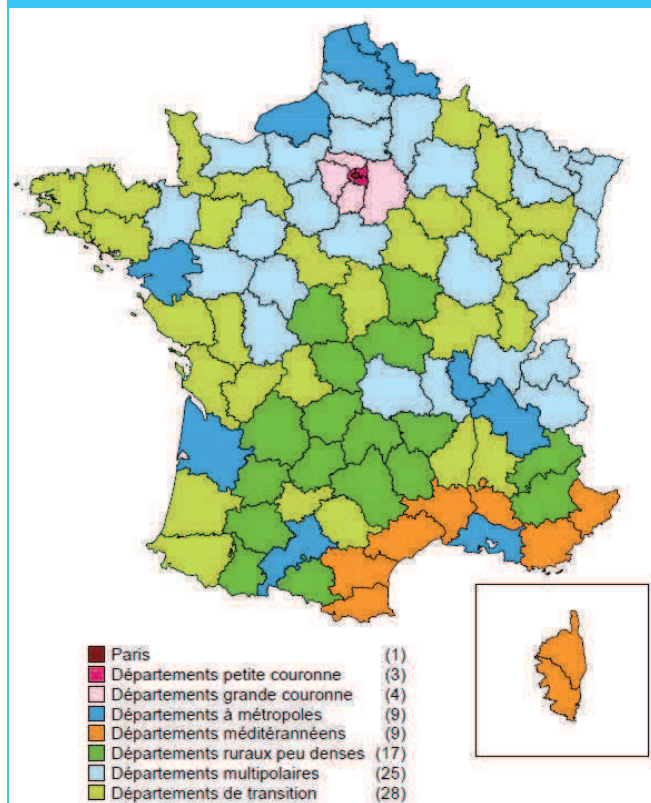 Paris (1)
Départements petite couronne (3)
Départements grande couronne (4)
Départements à métropoles (9)
Départements méditérannéens (9)
Départements ruraux peu denses (17)
Départements multipolaires (25)
Départements de transition (28)